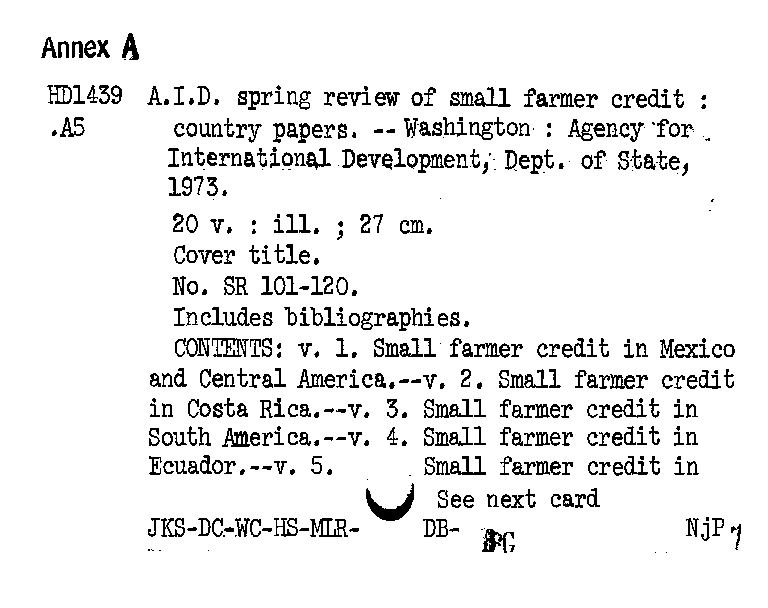 Annex A
HD1439 A.I.D. spring review of small farmer credit :
.A5 country papers. -- Washington : Agency for
International Development, Dept. of State,
1973.
20 v. : ill. ; 27 cm.
Cover title.
No. SR 101-120.
Includes bibliographies.
CONTENTS: v. 1. Small farmer credit in Mexico
and Central America.--v. 2. Small farmer credit
in Costa Rica.--v. 3. Small farmer credit in
South America.--v. 4. Small farmer credit in
Ecuador.--v. 5. Small farmer credit in
See next card
JKS-DC-WC-HS-MLR- DB- NjP